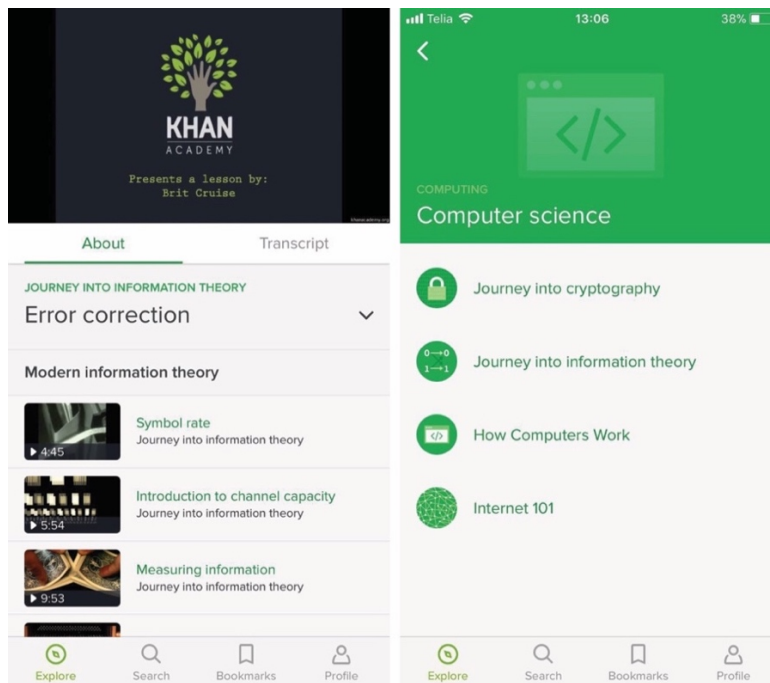 KHAN
ACADEMY
Presents a lesson by:
Brit Cruise
About
Transcript
JOURNEY INTO INFORMATION THEORY
Error correction
Modern information theory
4:45
Symbol rate
Journey into information theory
5:54
Introduction to channel capacity
Journey into information theory
9:53
Measuring information
Journey into information theory
Explore
Search
Bookmarks
Profile
Telia
13:06
38%
</>
COMPUTING
Computer science
Journey into cryptography
0→0
1→1
Journey into information theory
</>
How Computers Work
Internet 101
Explore
Search
Bookmarks
Profile